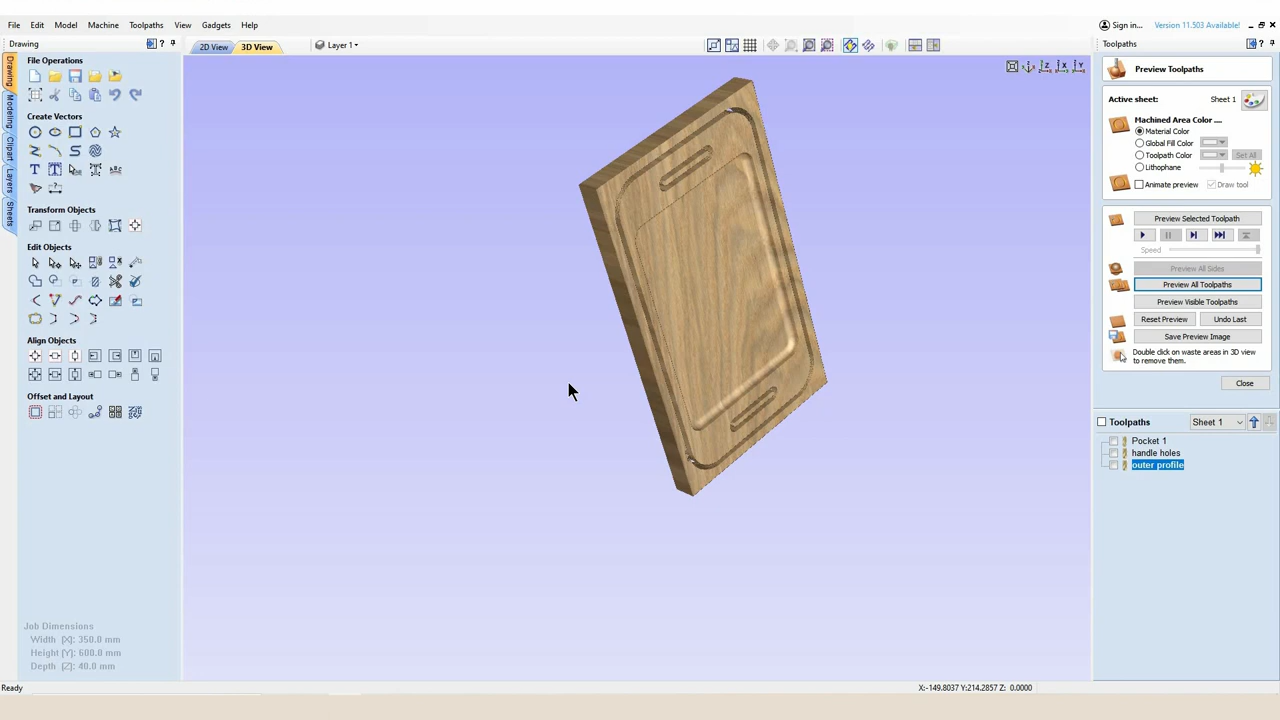 File Edit Model Machine Toolpaths View Gadgets Help
Sign in... Version 11.503 Available!
Drawing
2D View 3D View Layer 1
Toolpaths
Drawing
Modeling
Clipart
Layers
Sheets
File Operations
Create Vectors
Transform Objects
Edit Objects
Align Objects
Offset and Layout
Job Dimensions
Width (X): 350.0 mm
Height (Y): 600.0 mm
Depth (Z): 40.0 mm
Preview Toolpaths
Active sheet: Sheet 1
Machined Area Color ....
Material Color
Global Fill Color
Toolpath Color Set All
Lithophane
Animate preview Draw tool
Preview Selected Toolpath
Speed
Preview All Sides
Preview All Toolpaths
Preview Visible Toolpaths
Reset Preview Undo Last
Save Preview Image
Double click on waste areas in 3D view
to remove them.
Close
Toolpaths Sheet 1
Pocket 1
handle holes
outer profile
Ready
X:-149.8037 Y:214.2857 Z: 0.0000